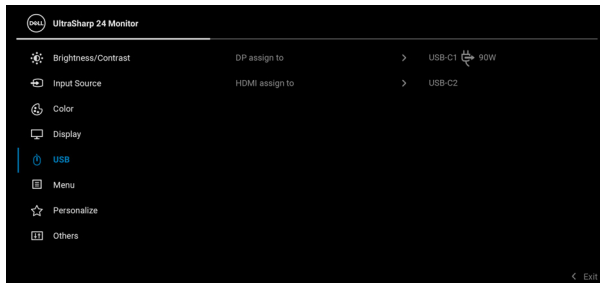 DELL UltraSharp 24 Monitor
Brightness/Contrast DP assign to > USB-C1 90W
Input Source HDMI assign to > USB-C2
Color
Display
USB
Menu
Personalize
Others
< Exit